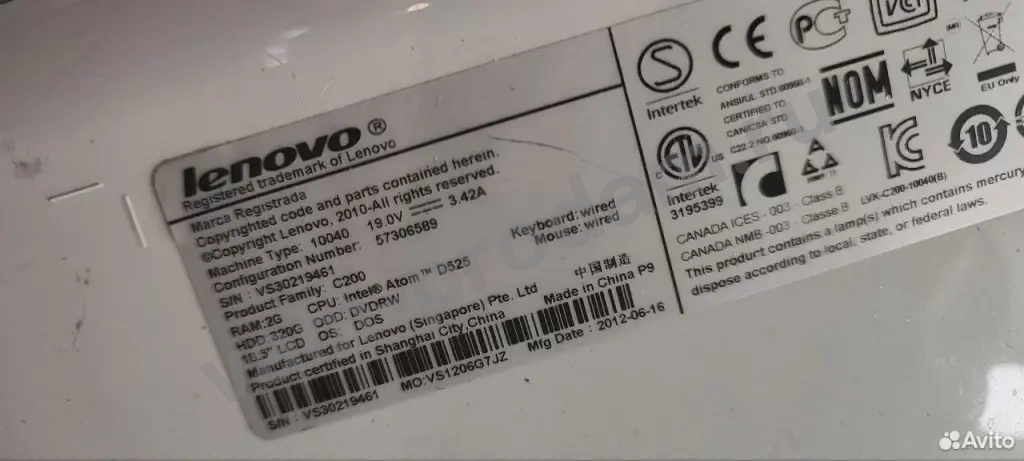 lenovo ®
Registered trademark of Lenovo
Marca Registrada
Copyrighted code and parts contained herein.
©Copyright Lenovo, 2010-All rights reserved.
Machine Type: 10040 19.0V 3.42A
Configuration Number: 57306589
S/N : VS30219461
Product Family: C200
Keyboard: wired
Mouse: wired
RAM:2G CPU: Intel® Atom™ D525
HDD:320G ODD: DVDRW
18.5" LCD OS: DOS
中国制造
Manufactured for Lenovo (Singapore) Pte. Ltd
Made in China P9
Product certified in Shanghai City,China
Mfg Date : 2012-06-16
MO:VS1206G7JZ
S/N : VS30219461
S
Intertek
CE
PC
CONFORMS TO
ANSI/UL STD.60950-1
CERTIFIED TO
CAN/CSA STD
C22.2 NO.60950-1
ETL
US
Intertek
3195399
NOM
NYCE
EU Only
10
LVK-C200-10040(B)
CANADA ICES - 003 - Class B
CANADA NMB -003 - Classe B
This product contains a lamp(s) which contains mercury,
dispose according to local, state, or federal laws.
Avito